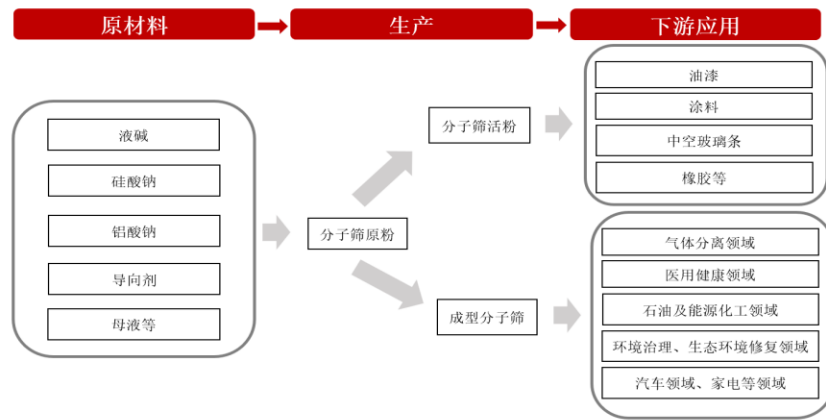 原材料
生产
下游应用
液碱
硅酸钠
铝酸钠
导向剂
母液等
分子筛原粉
分子筛活粉
成型分子筛
油漆
涂料
中空玻璃条
橡胶等
气体分离领域
医用健康领域
石油及能源化工领域
环境治理、生态环境修复领域
汽车领域、家电等领域